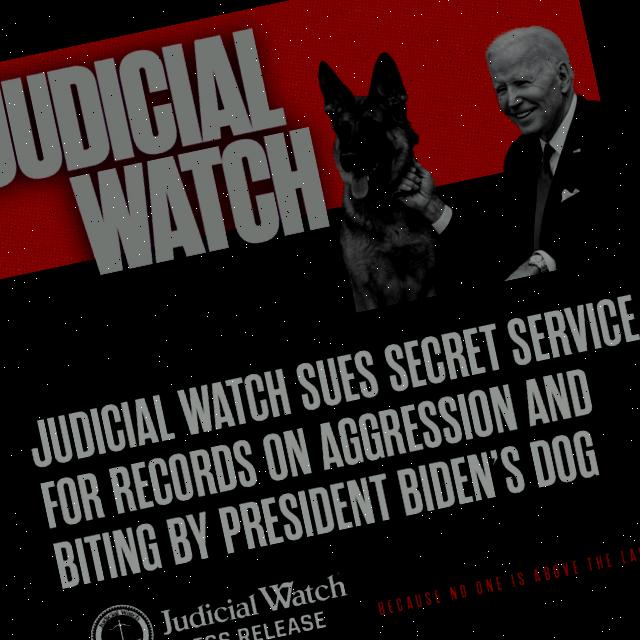 JUDICIAL
WATCH
JUDICIAL WATCH SUES SECRET SERVICE
FOR RECORDS ON AGGRESSION AND
BITING BY PRESIDENT BIDEN'S DOG
Judicial Watch
RELEASE
BECAUSE NO ONE IS ABOVE THE